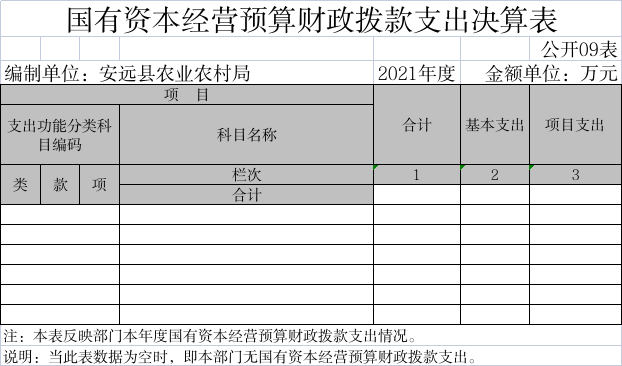 国有资本经营预算财政拨款支出决算表
公开09表
编制单位：安远县农业农村局 2021年度 金额单位：万元
项 目 合计 基本支出 项目支出
支出功能分类科目编码 科目名称
类 款 项 栏次 1 2 3
合计
注：本表反映部门本年度国有资本经营预算财政拨款支出情况。
说明：当此表数据为空时，即本部门无国有资本经营预算财政拨款支出。